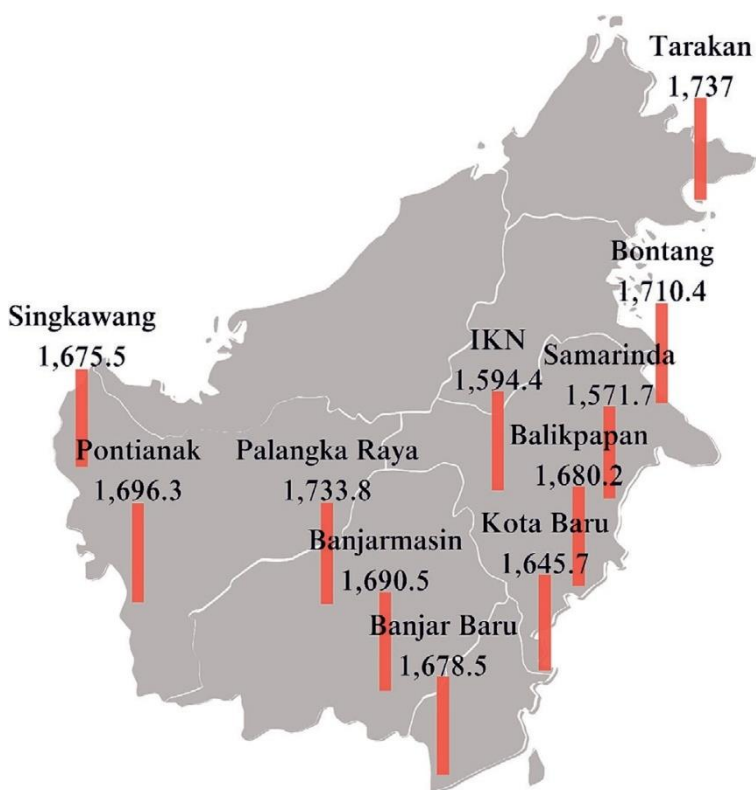 Tarakan
1,737
Bontang
1,710.4
Singkawang
1,675.5
IKN
1,594.4
Samarinda
1,571.7
Pontianak
1,696.3
Palangka Raya
1,733.8
Balikpapan
1,680.2
Banjarmasin
1,690.5
Kota Baru
1,645.7
Banjar Baru
1,678.5